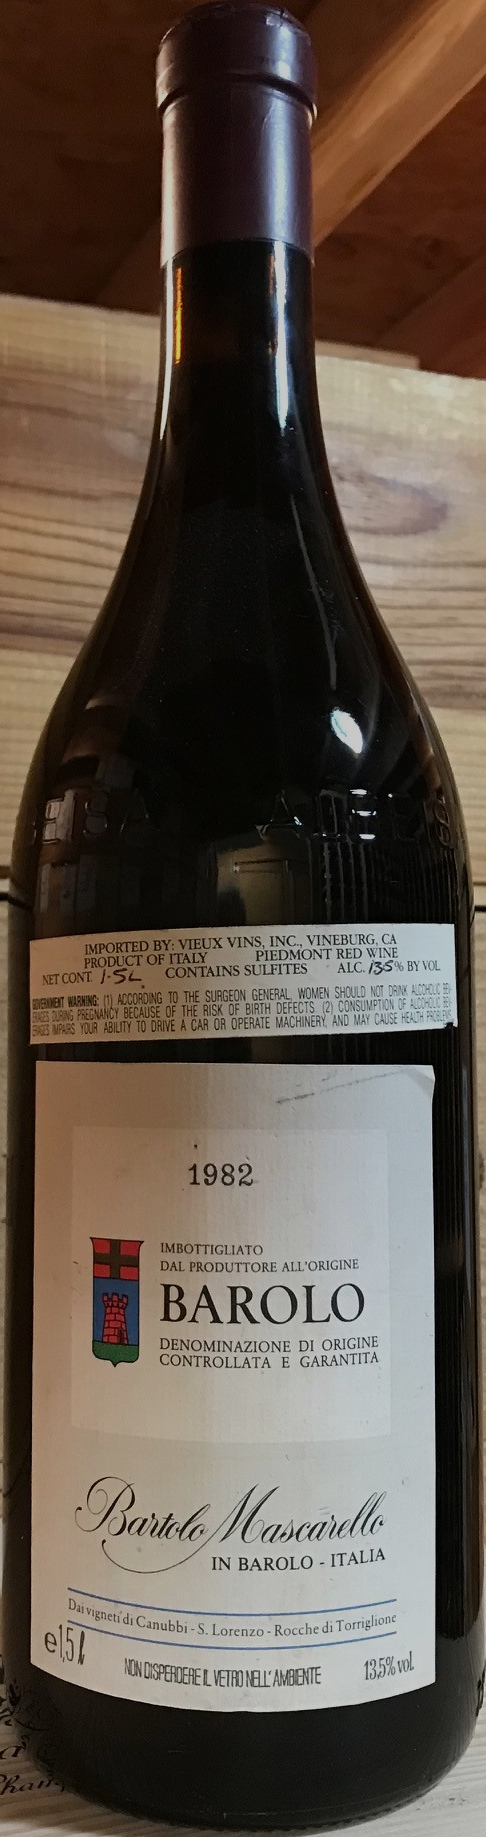 IMPORTED BY: VIEUX VINS, INC., VINEBURG, CA
PRODUCT OF ITALY PIEDMONT RED WINE
NET CONT. 1.5L CONTAINS SULFITES ALC. 13.5% BY VOL
GOVERNMENT WARNING: (1) ACCORDING TO THE SURGEON GENERAL, WOMEN SHOULD NOT DRINK ALCOHOLIC BEV-
ERAGES DURING PREGNANCY BECAUSE OF THE RISK OF BIRTH DEFECTS. (2) CONSUMPTION OF ALCOHOLIC BEV-
ERAGES IMPAIRS YOUR ABILITY TO DRIVE A CAR OR OPERATE MACHINERY, AND MAY CAUSE HEALTH PROBLEMS.
1982
IMBOTTIGLIATO
DAL PRODUTTORE ALL'ORIGINE
BAROLO
DENOMINAZIONE DI ORIGINE
CONTROLLATA E GARANTITA
Bartolo Mascarello
IN BAROLO - ITALIA
Dai vigneti di Canubbi - S. Lorenzo - Rocche di Torriglione
e 1,5 l NON DISPERDERE IL VETRO NELL'AMBIENTE 13,5% vol.